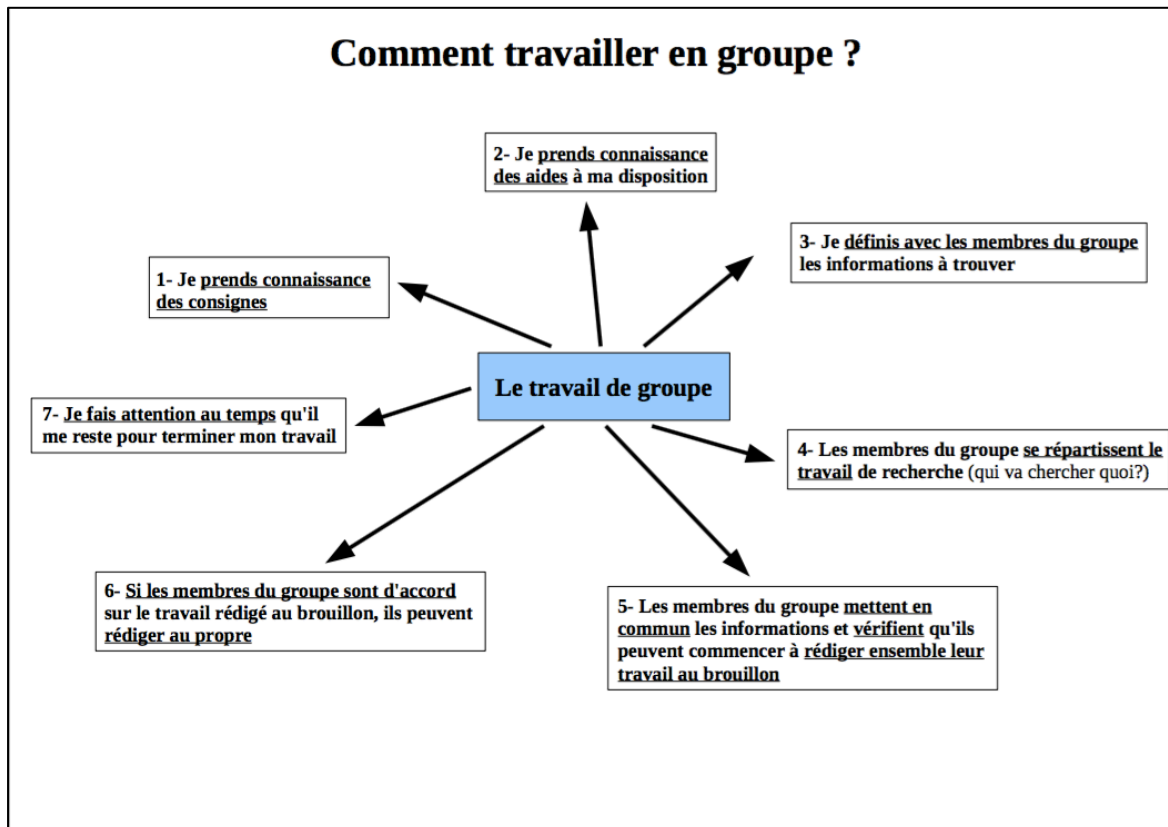 Comment travailler en groupe ?
2- Je prends connaissance
des aides à ma disposition
3- Je définis avec les membres du groupe
les informations à trouver
1- Je prends connaissance
des consignes
Le travail de groupe
7- Je fais attention au temps qu'il
me reste pour terminer mon travail
4- Les membres du groupe se répartissent le
travail de recherche (qui va chercher quoi?)
6- Si les membres du groupe sont d'accord
sur le travail rédigé au brouillon, ils peuvent
rédiger au propre
5- Les membres du groupe mettent en
commun les informations et vérifient qu'ils
peuvent commencer à rédiger ensemble leur
travail au brouillon